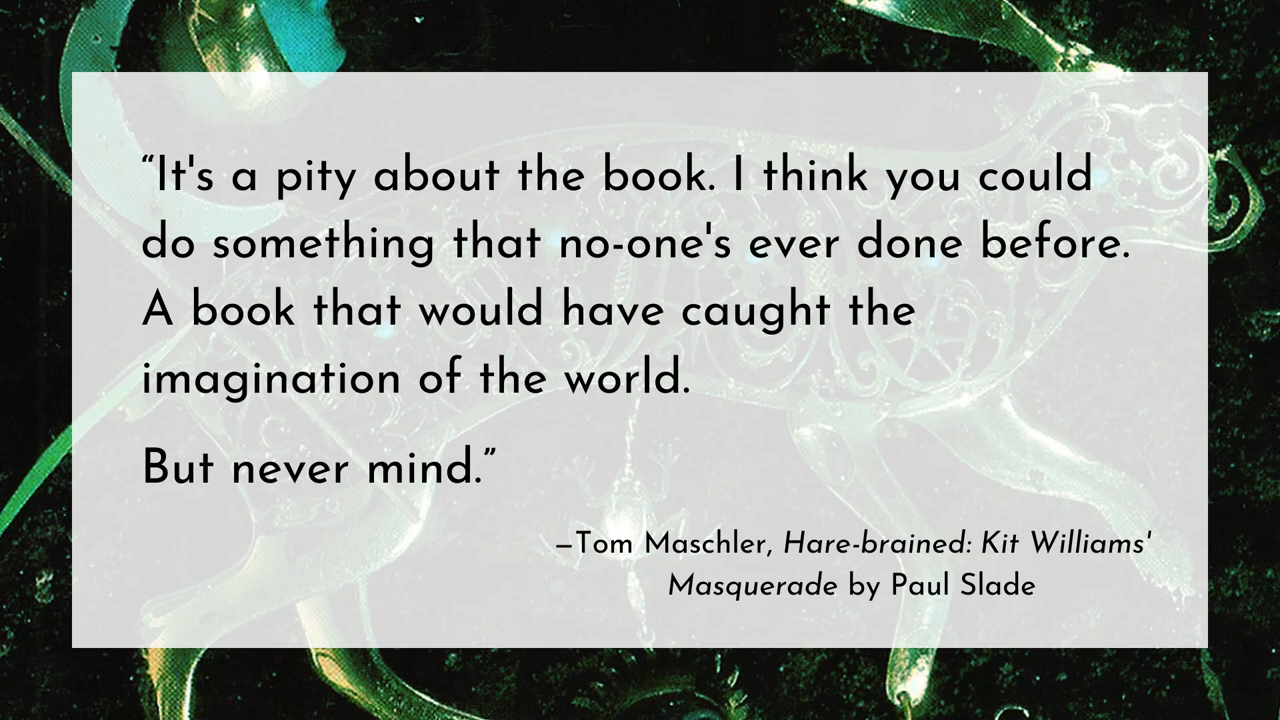 “It's a pity about the book. I think you could
do something that no-one's ever done before.
A book that would have caught the
imagination of the world.
But never mind.”
–Tom Maschler, Hare-brained: Kit Williams'
Masquerade by Paul Slade